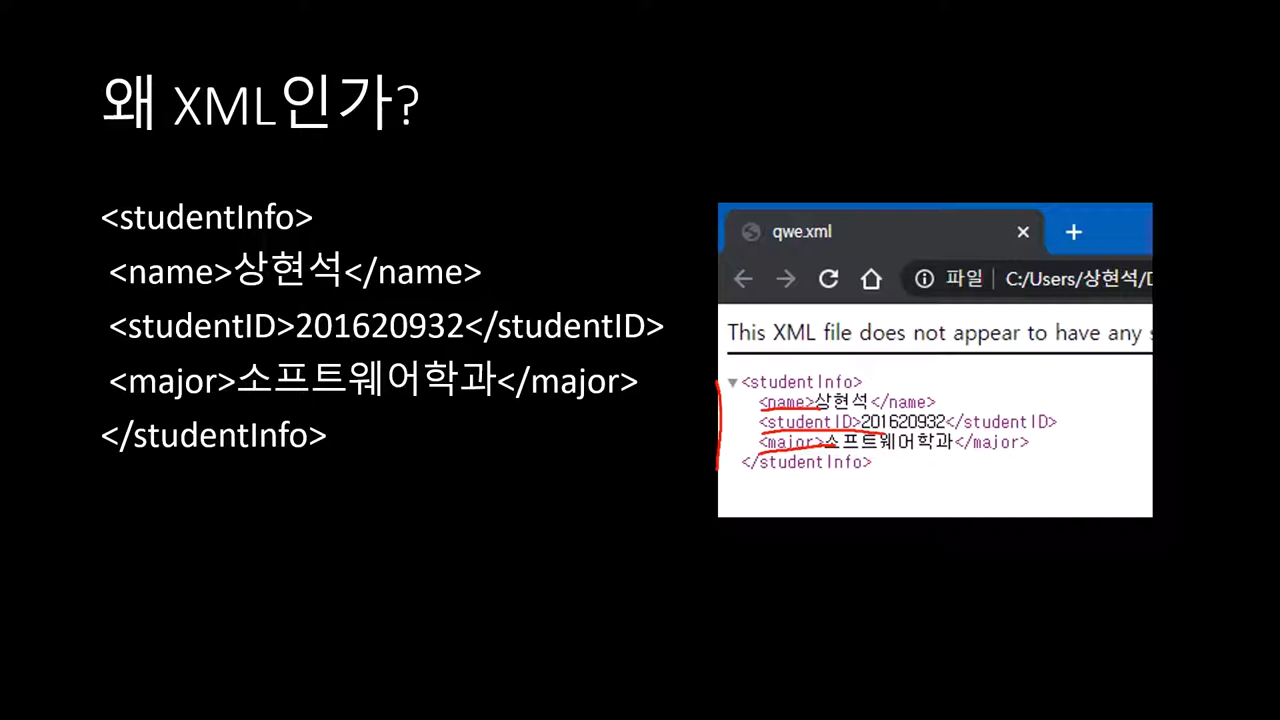 왜 XML인가?
<studentInfo>
<name>상현석</name>
<studentID>201620932</studentID>
<major>소프트웨어학과</major>
</studentInfo>
qwe.xml
파일 | C:/Users/상현석/D
This XML file does not appear to have any s
<studentInfo>
<name>상현석</name>
<studentID>201620932</studentID>
<major>소프트웨어학과</major>
</studentInfo>